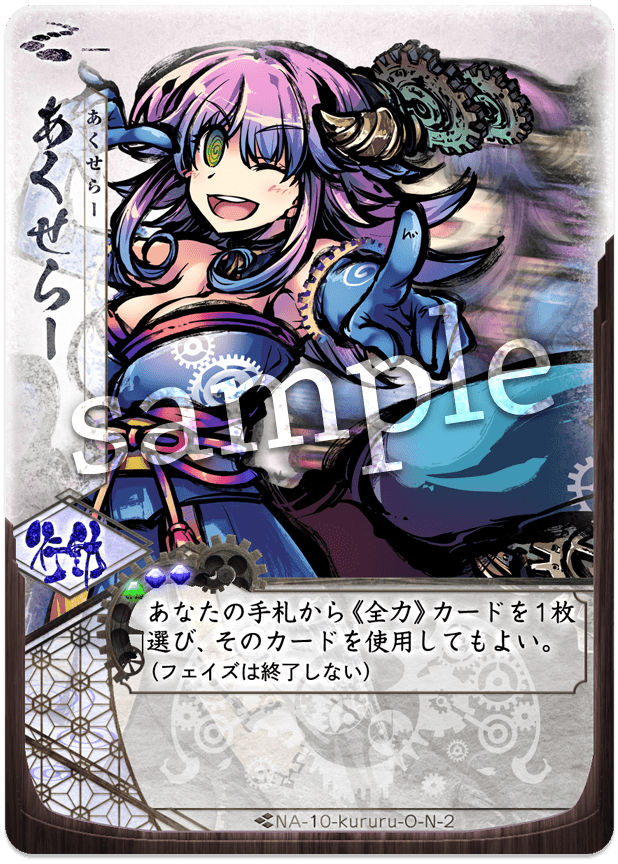 あくせらー
あくせらー
sample
行動
あなたの手札から《全力》カードを1枚
選び、そのカードを使用してもよい。
(フェイズは終了しない)
NA-10-kururu-O-N-2